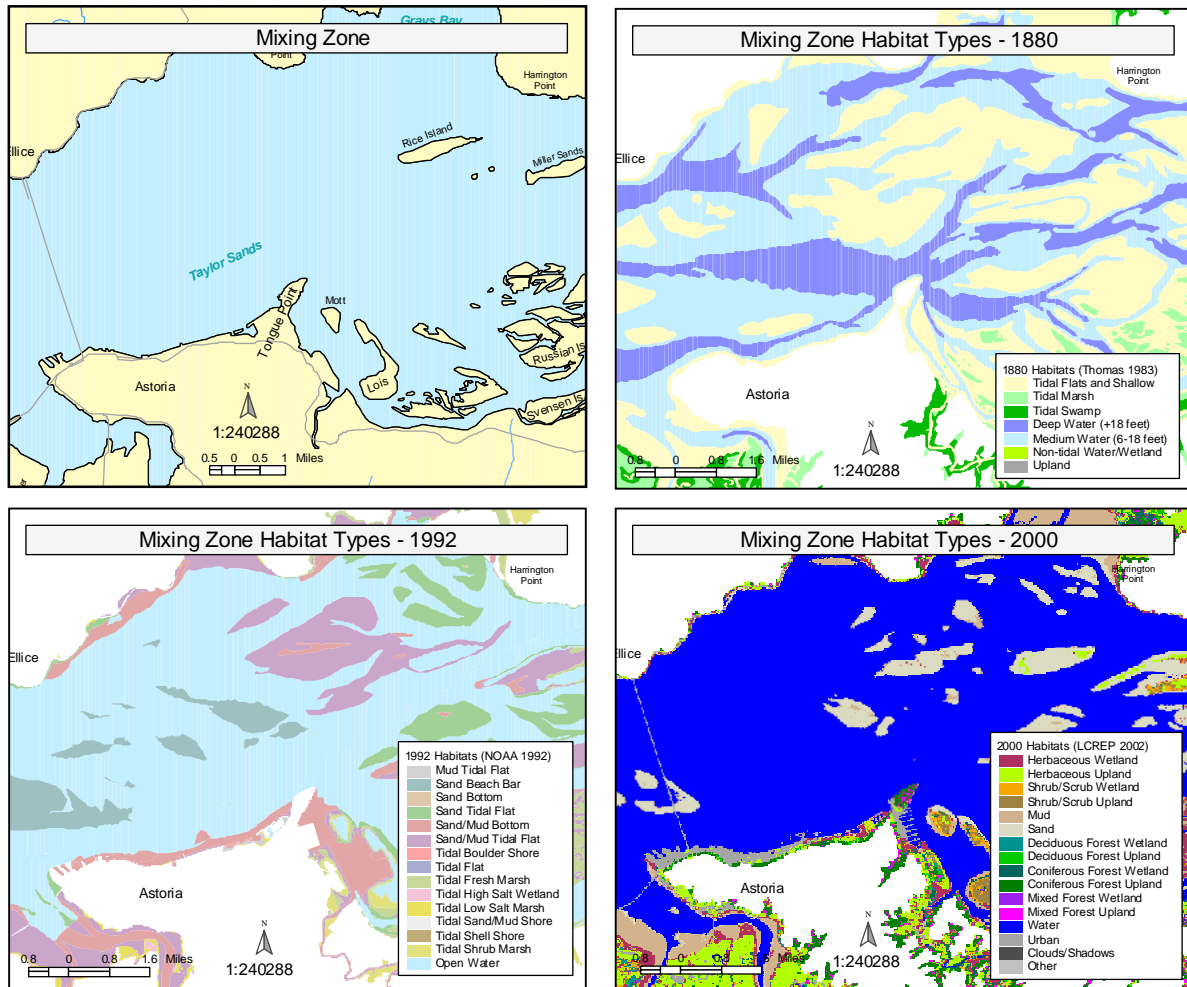 Grays Bay
Mixing Zone
Point
Harrington
Point
Ellice
Rice Island
Miller Sands
Taylor Sands
Tongue Point
Mott
Lois
Russian Is
Svensen Is.
Astoria
N
1:240288
0.5 0 0.5 1 Miles
Mixing Zone Habitat Types - 1880
Harrington
Point
Ellice
Astoria
N
1:240288
0.8 0 0.8 1.6 Miles
1880 Habitats (Thomas 1983)
Tidal Flats and Shallow
Tidal Marsh
Tidal Swamp
Deep Water (+18 feet)
Medium Water (6-18 feet)
Non-tidal Water/Wetland
Upland
Mixing Zone Habitat Types - 1992
Harrington
Point
Ellice
Astoria
N
1:240288
0.8 0 0.8 1.6 Miles
1992 Habitats (NOAA 1992)
Mud Tidal Flat
Sand Beach Bar
Sand Bottom
Sand Tidal Flat
Sand/Mud Bottom
Sand/Mud Tidal Flat
Tidal Boulder Shore
Tidal Flat
Tidal Fresh Marsh
Tidal High Salt Wetland
Tidal Low Salt Marsh
Tidal Sand/Mud Shore
Tidal Shell Shore
Tidal Shrub Marsh
Open Water
Mixing Zone Habitat Types - 2000
Harrington
Point
Ellice
Astoria
N
1:240288
0.8 0 0.8 1.6 Miles
2000 Habitats (LCREP 2002)
Herbaceous Wetland
Herbaceous Upland
Shrub/Scrub Wetland
Shrub/Scrub Upland
Mud
Sand
Deciduous Forest Wetland
Deciduous Forest Upland
Coniferous Forest Wetland
Coniferous Forest Upland
Mixed Forest Wetland
Mixed Forest Upland
Water
Urban
Clouds/Shadows
Other